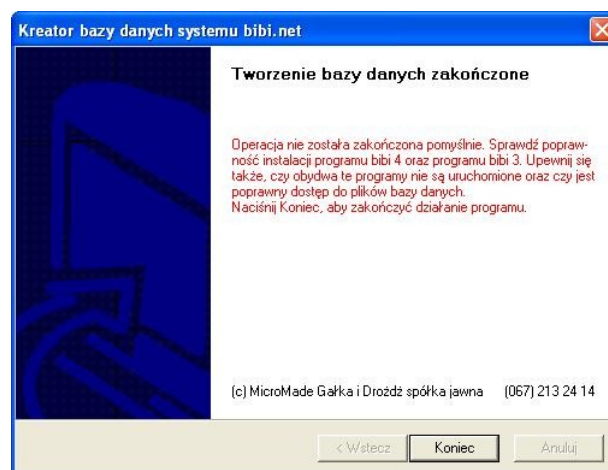 Kreator bazy danych systemu bibi.net
Tworzenie bazy danych zakończone
Operacja nie została zakończona pomyślnie. Sprawdź popraw-
ność instalacji programu bibi 4 oraz programu bibi 3. Upewnij się
także, czy obydwa te programy nie są uruchomione oraz czy jest
poprawny dostęp do plików bazy danych.
Naciśnij Koniec, aby zakończyć działanie programu.
(c) MicroMade Gałka i Drożdż spółka jawna (067) 213 24 14
< Wstecz Koniec Anuluj